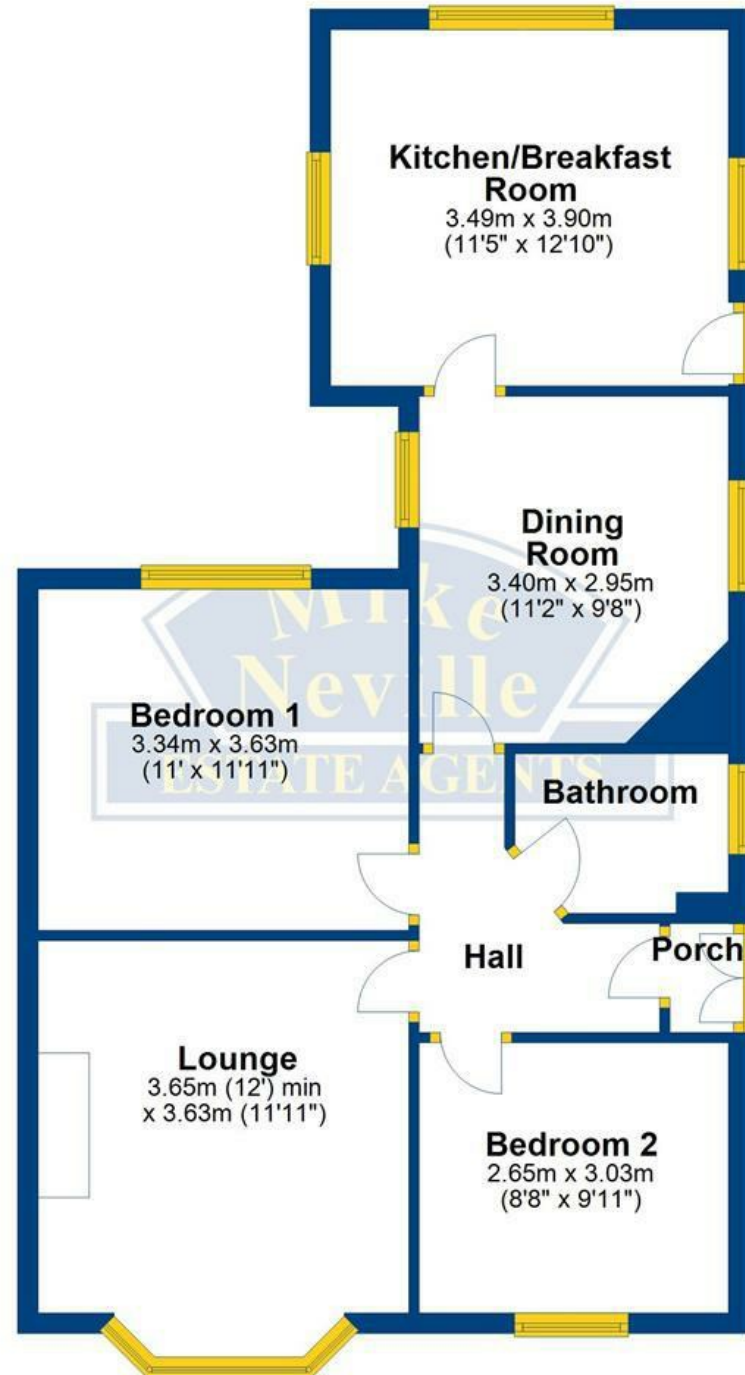 Kitchen/Breakfast
Room
3.49m x 3.90m
(11'5" x 12'10")
Dining
Room
3.40m x 2.95m
(11'2" x 9'8")
Mike
Neville
ESTATE AGENTS
Bedroom 1
3.34m x 3.63m
(11' x 11'11")
Bathroom
Hall
Porch
Lounge
3.65m (12') min
x 3.63m (11'11")
Bedroom 2
2.65m x 3.03m
(8'8" x 9'11")